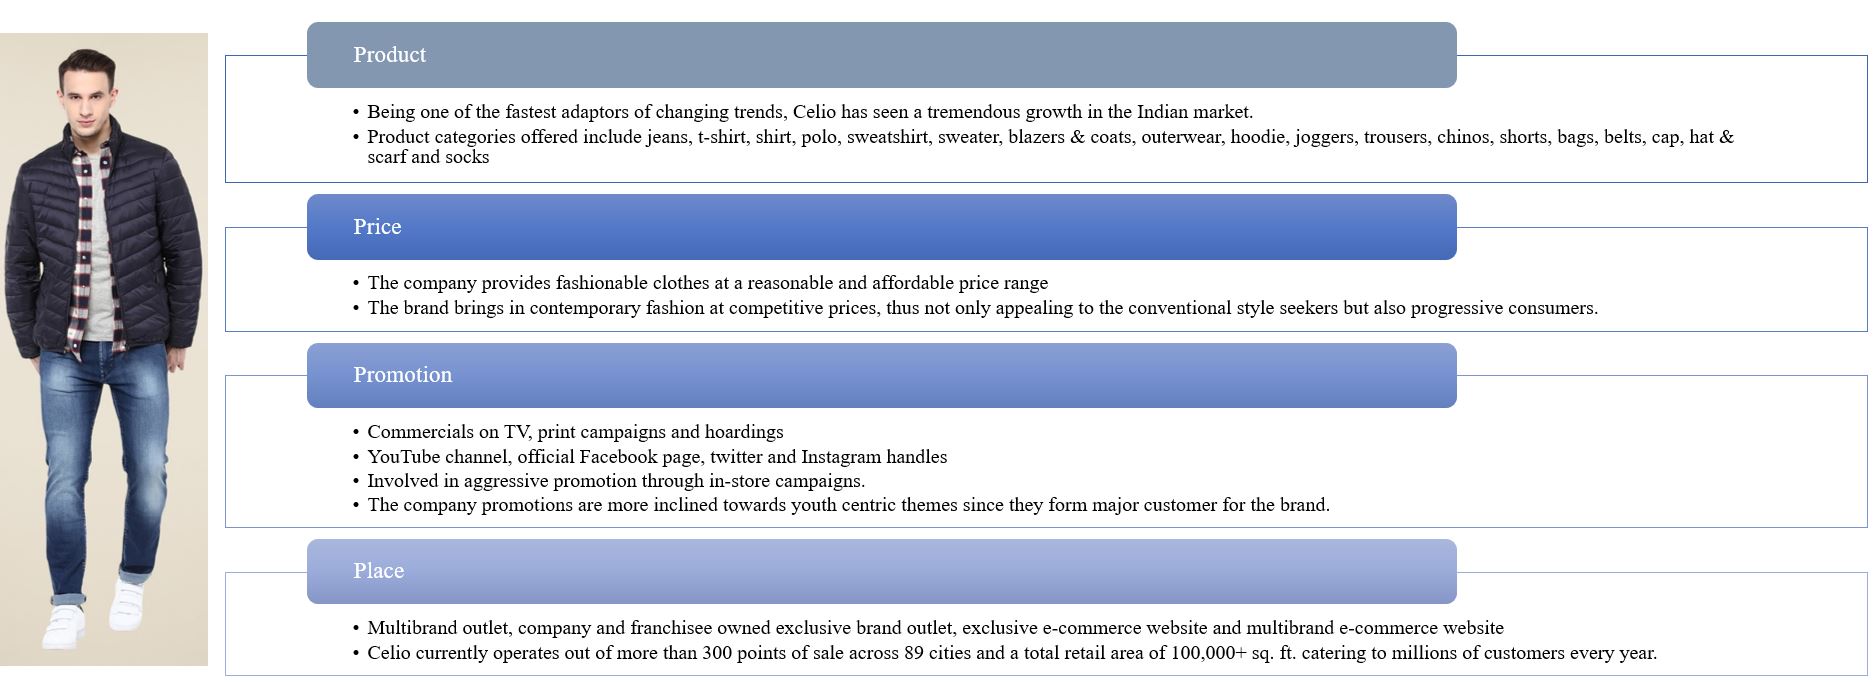 Product
• Being one of the fastest adaptors of changing trends, Celio has seen a tremendous growth in the Indian market.
• Product categories offered include jeans, t-shirt, shirt, polo, sweatshirt, sweater, blazers & coats, outerwear, hoodie, joggers, trousers, chinos, shorts, bags, belts, cap, hat &
scarf and socks
Price
• The company provides fashionable clothes at a reasonable and affordable price range
• The brand brings in contemporary fashion at competitive prices, thus not only appealing to the conventional style seekers but also progressive consumers.
Promotion
• Commercials on TV, print campaigns and hoardings
• YouTube channel, official Facebook page, twitter and Instagram handles
• Involved in aggressive promotion through in-store campaigns.
• The company promotions are more inclined towards youth centric themes since they form major customer for the brand.
Place
• Multibrand outlet, company and franchisee owned exclusive brand outlet, exclusive e-commerce website and multibrand e-commerce website
• Celio currently operates out of more than 300 points of sale across 89 cities and a total retail area of 100,000+ sq. ft. catering to millions of customers every year.